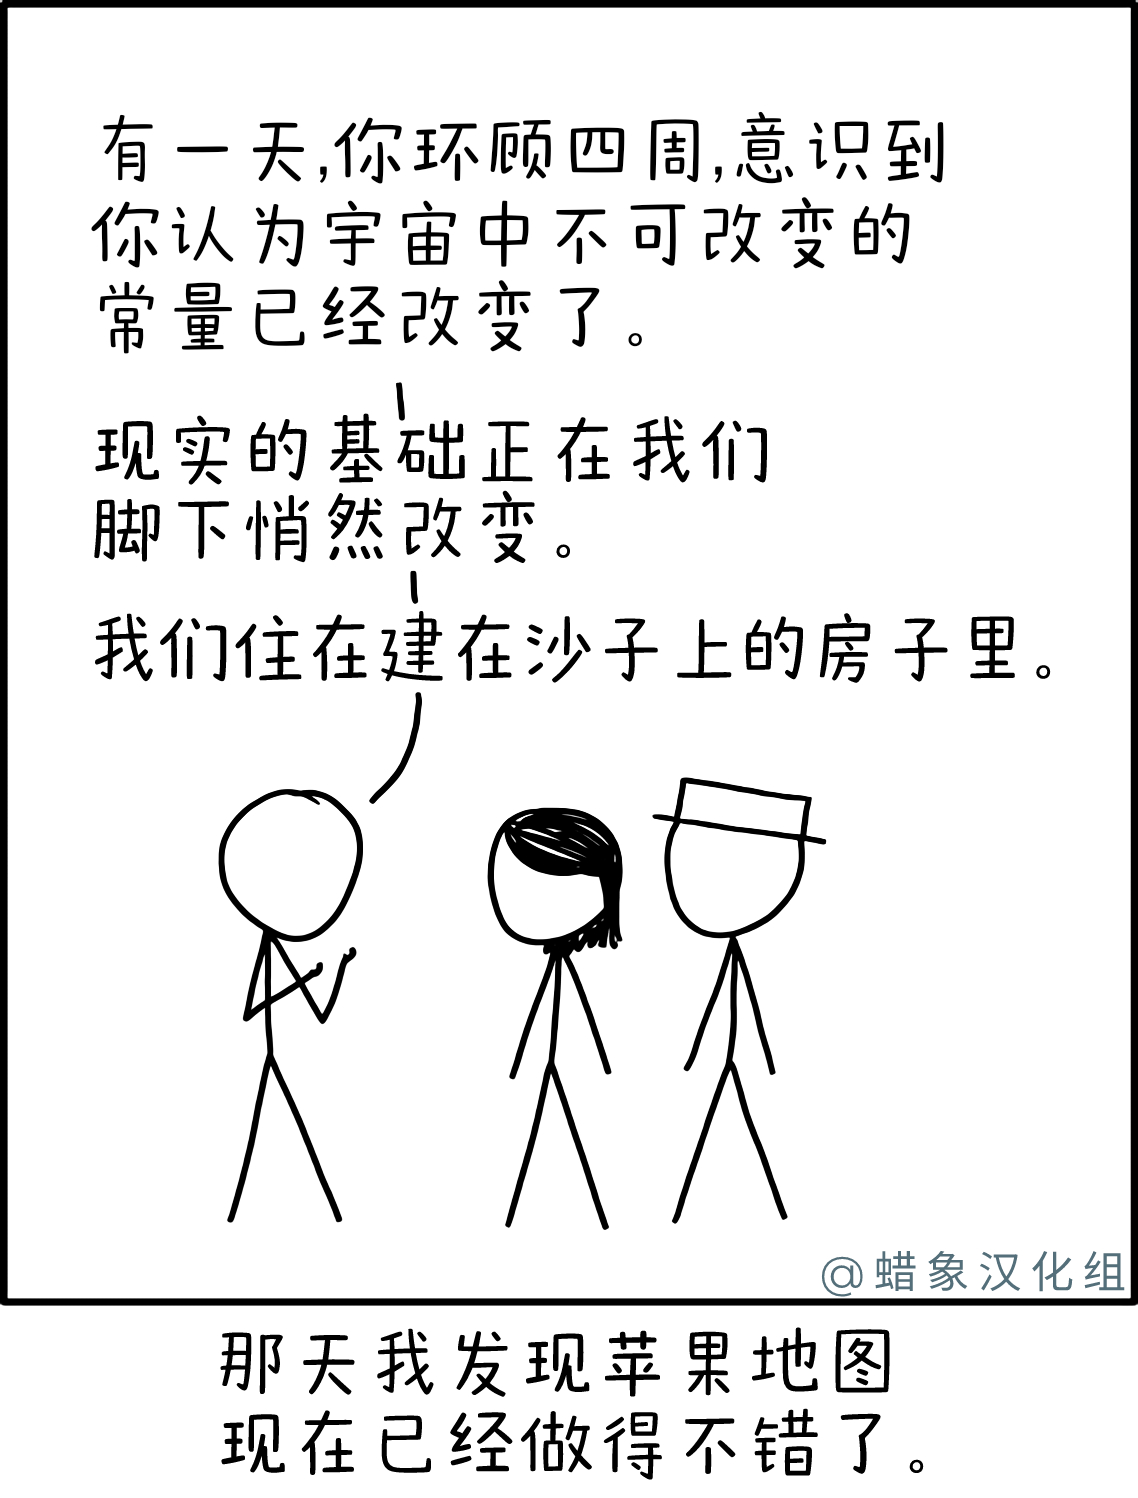 有一天,你环顾四周,意识到
你认为宇宙中不可改变的
常量已经改变了。
现实的基础正在我们
脚下悄然改变。
我们住在建在沙子上的房子里。
@蜡象汉化组
那天我发现苹果地图
现在已经做得不错了。